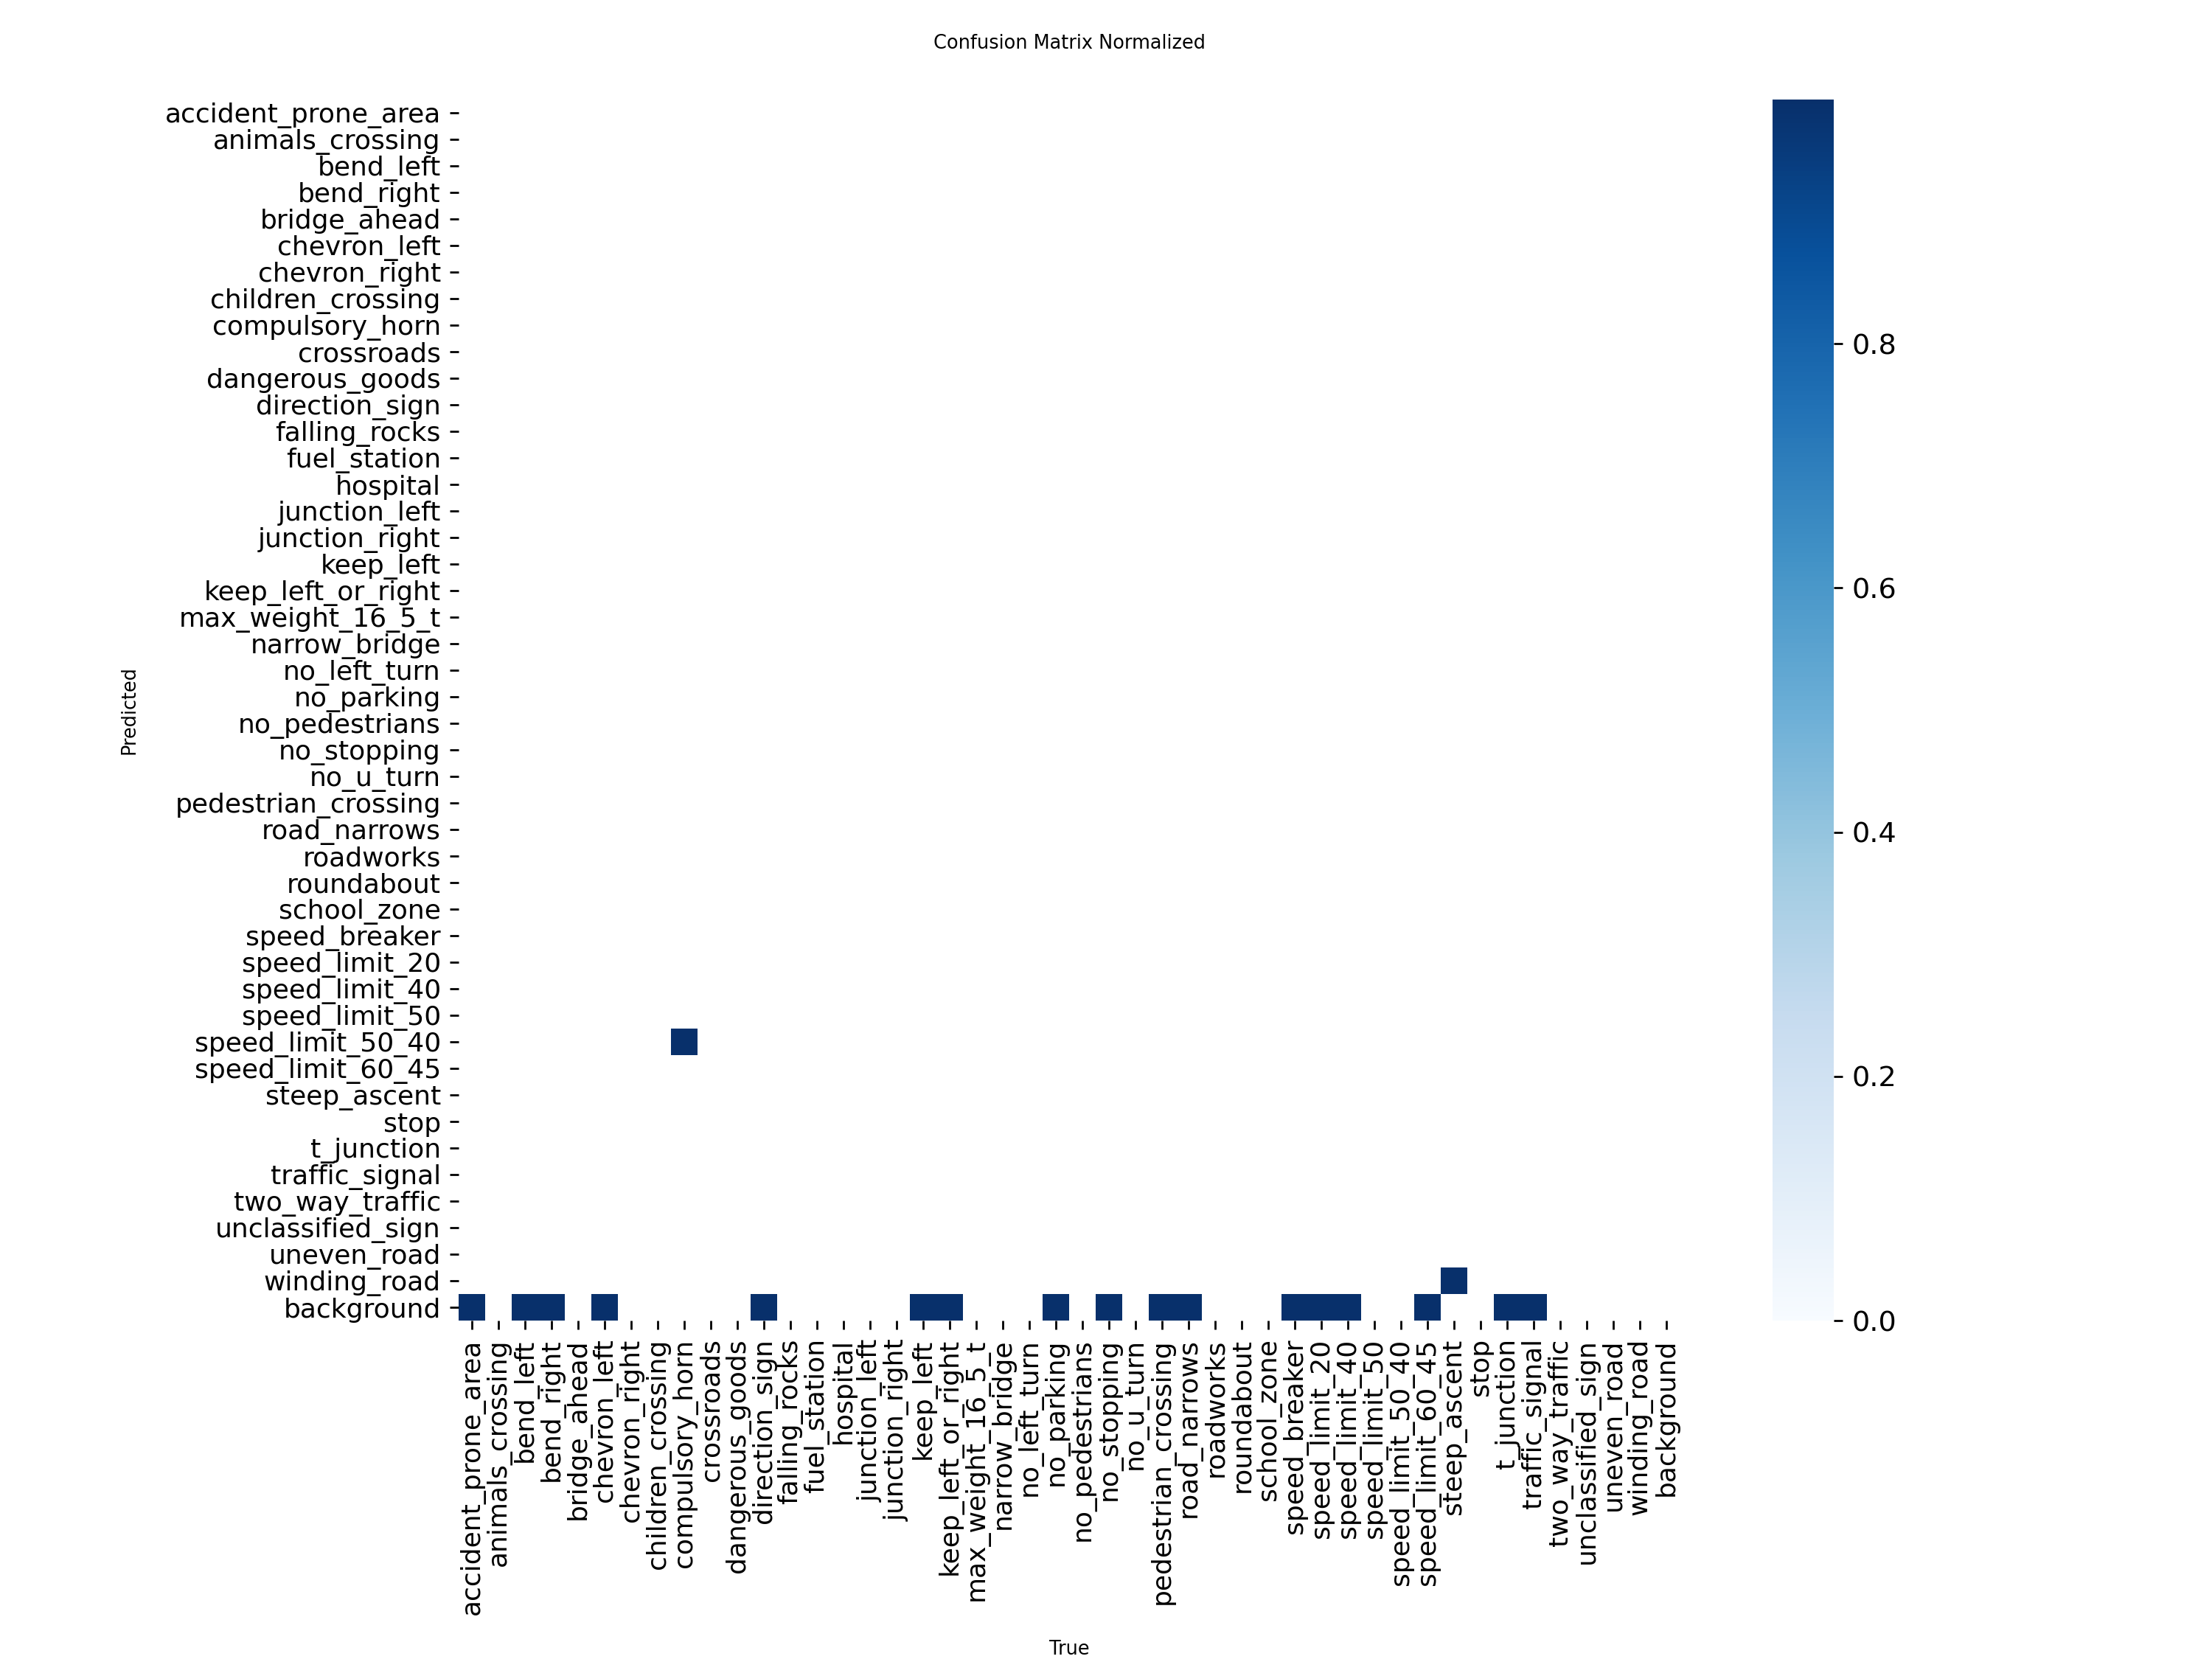 Confusion Matrix Normalized
accident_prone_area
animals_crossing
bend_left
bend_right
bridge_ahead
chevron_left
chevron_right
children_crossing
compulsory_horn
crossroads
dangerous_goods
direction_sign
falling_rocks
fuel_station
hospital
junction_left
junction_right
keep_left
keep_left_or_right
max_weight_16_5_t
narrow_bridge
no_left_turn
no_parking
no_pedestrians
no_stopping
no_u_turn
pedestrian_crossing
road_narrows
roadworks
roundabout
school_zone
speed_breaker
speed_limit_20
speed_limit_40
speed_limit_50
speed_limit_50_40
speed_limit_60_45
steep_ascent
stop
t_junction
traffic_signal
two_way_traffic
unclassified_sign
uneven_road
winding_road
background
Predicted
accident_prone_area
animals_crossing
bend_left
bend_right
bridge_ahead
chevron_left
chevron_right
children_crossing
compulsory_horn
crossroads
dangerous_goods
direction_sign
falling_rocks
fuel_station
hospital
junction_left
junction_right
keep_left
keep_left_or_right
max_weight_16_5_t
narrow_bridge
no_left_turn
no_parking
no_pedestrians
no_stopping
no_u_turn
pedestrian_crossing
road_narrows
roadworks
roundabout
school_zone
speed_breaker
speed_limit_20
speed_limit_40
speed_limit_50
speed_limit_50_40
speed_limit_60_45
steep_ascent
stop
t_junction
traffic_signal
two_way_traffic
unclassified_sign
uneven_road
winding_road
background
True
0.8
0.6
0.4
0.2
0.0